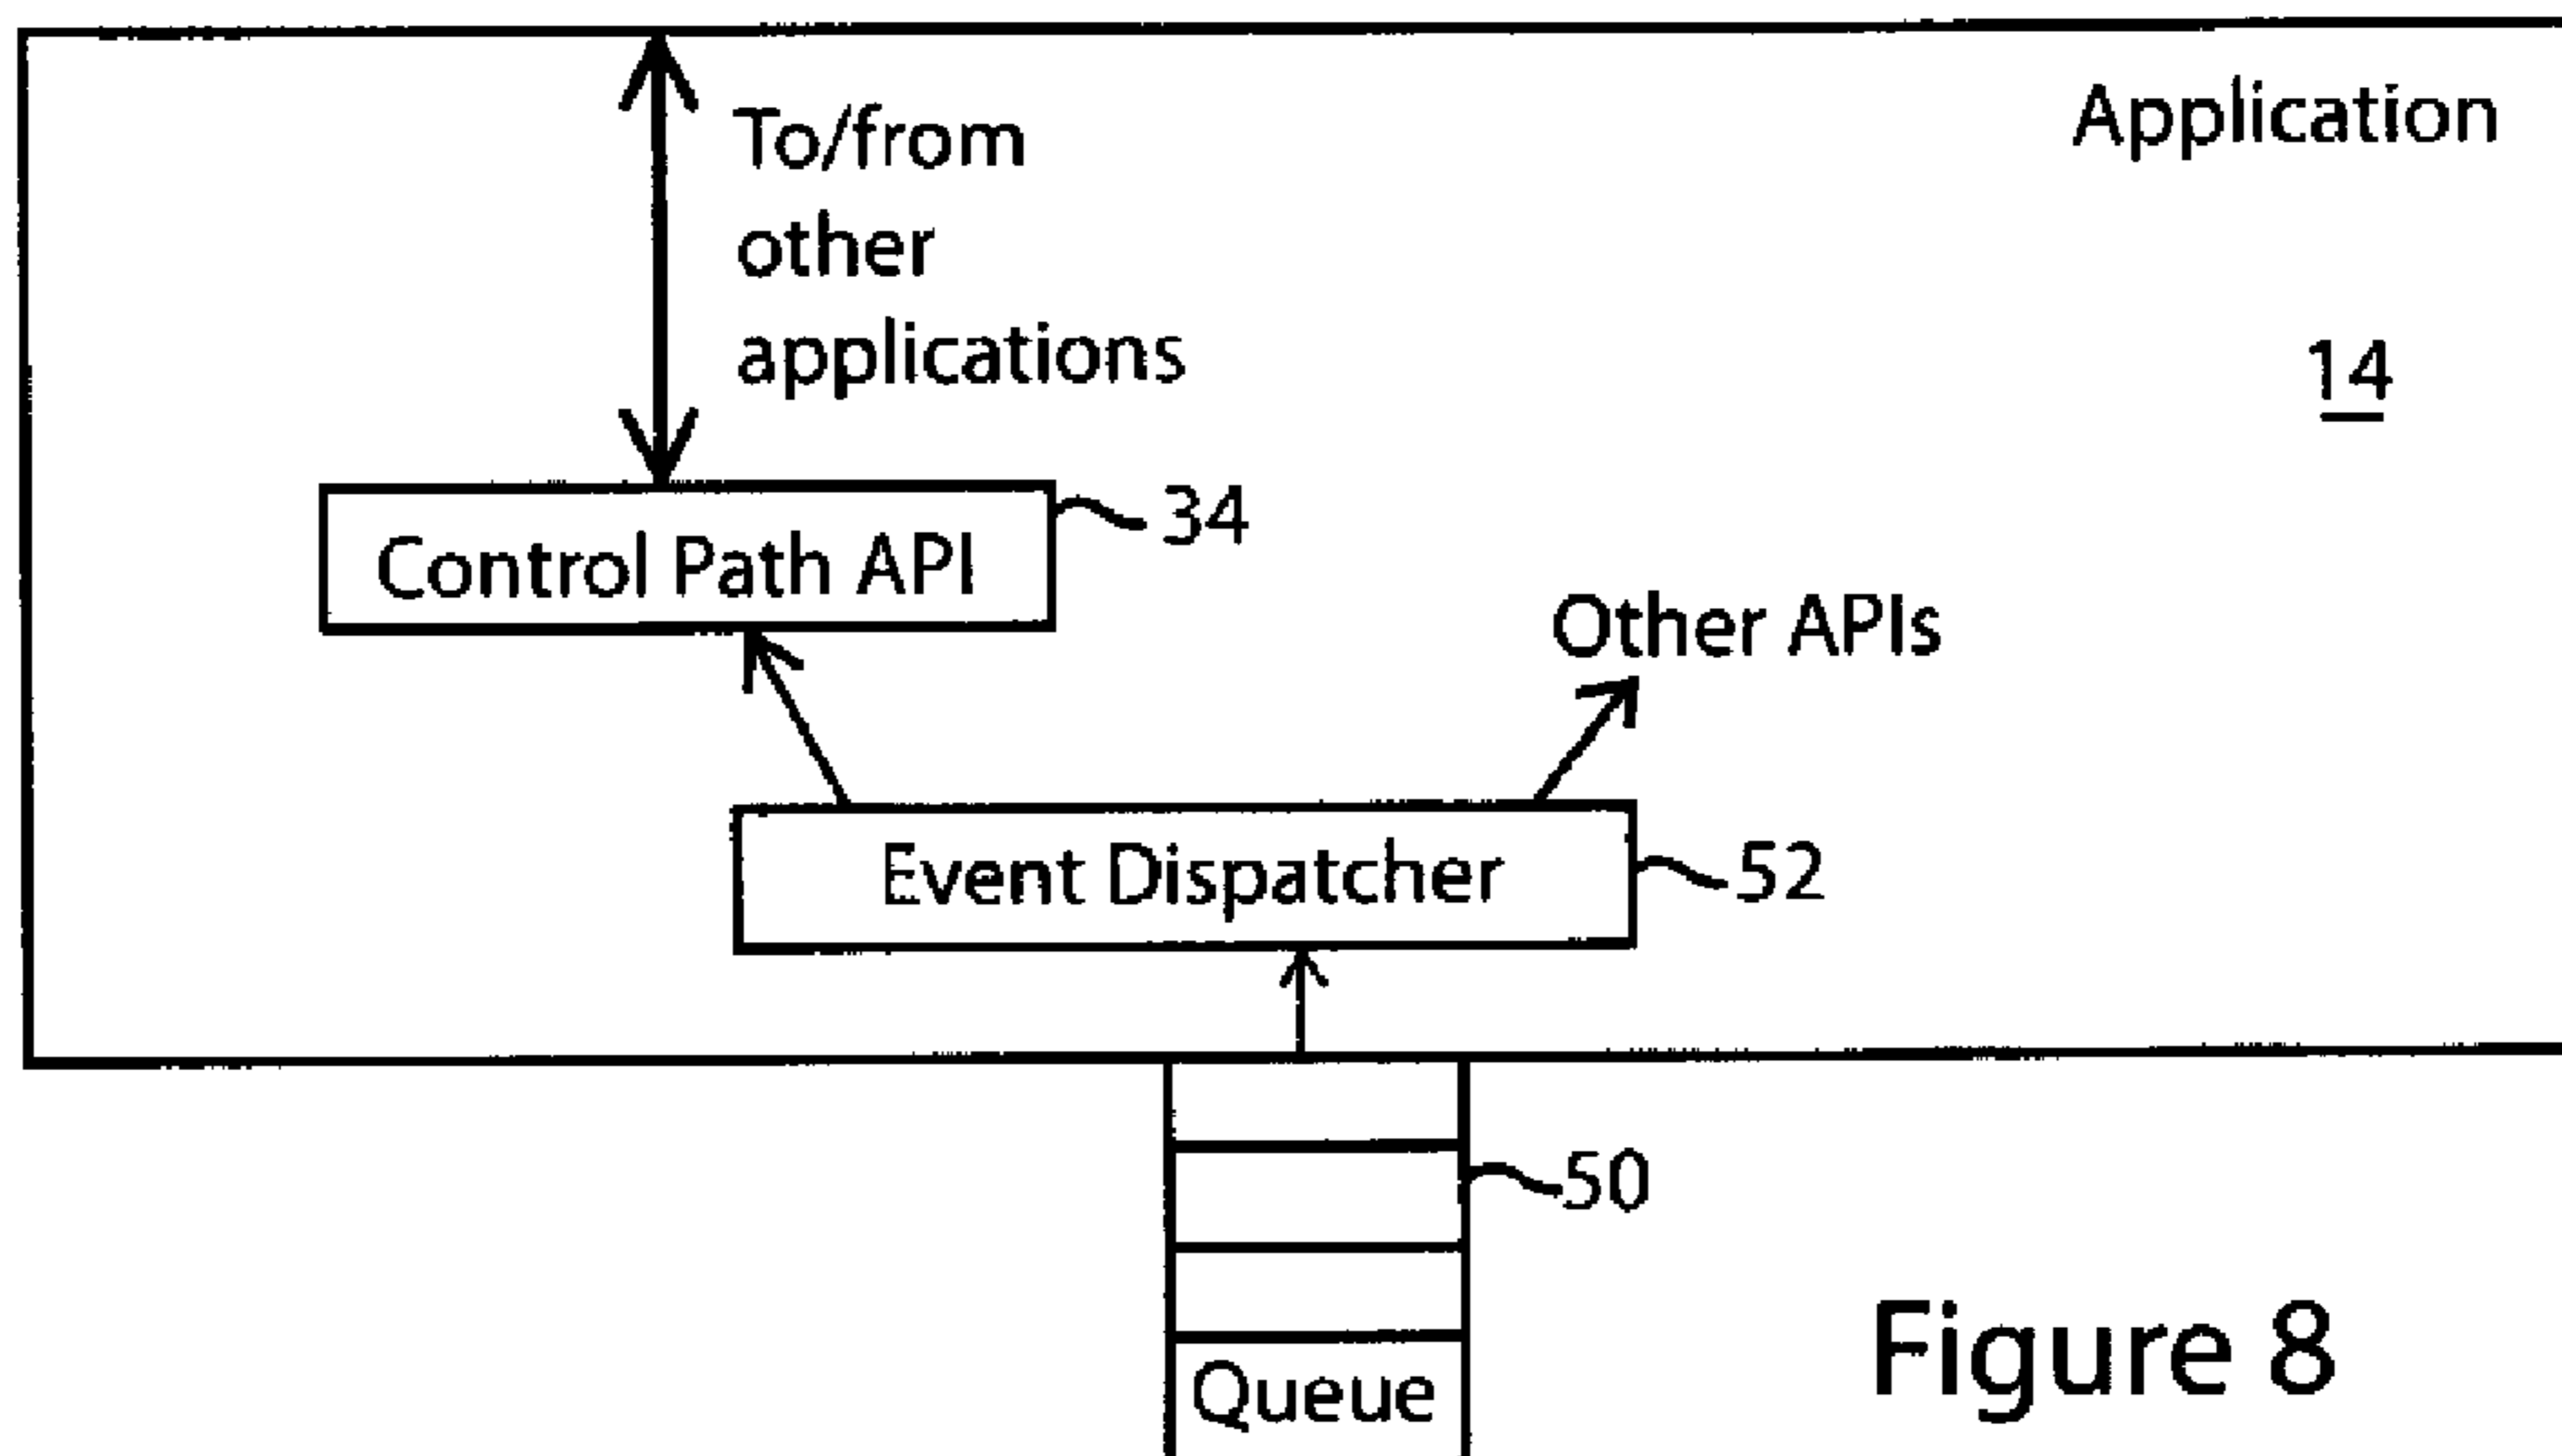 Application
To/from
other
applications
14
Control Path API
34
Other APIs
Event Dispatcher
52
50
Queue
Figure 8